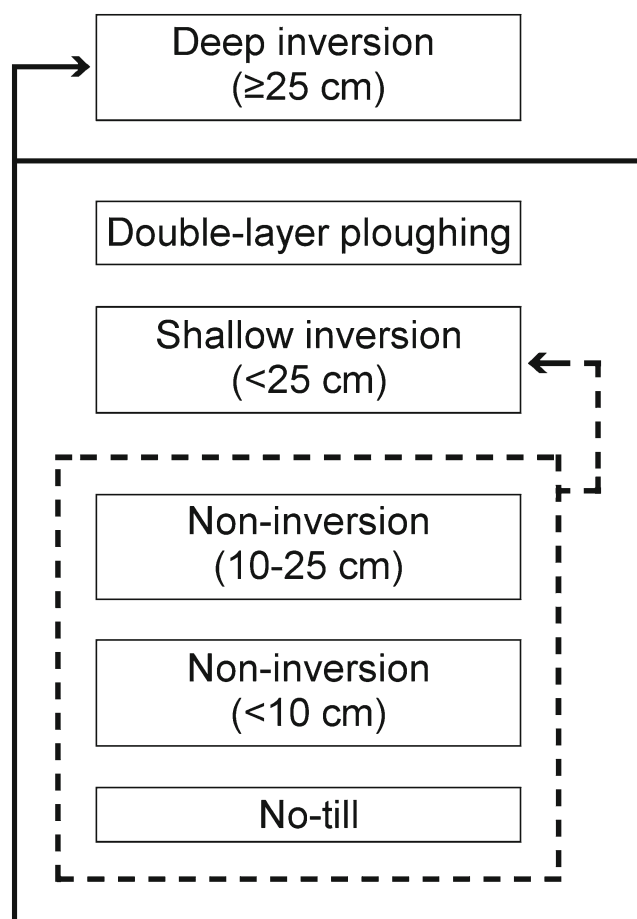 Deep inversion
(≥25 cm)
Double-layer ploughing
Shallow inversion
(<25 cm)
Non-inversion
(10-25 cm)
Non-inversion
(<10 cm)
No-till